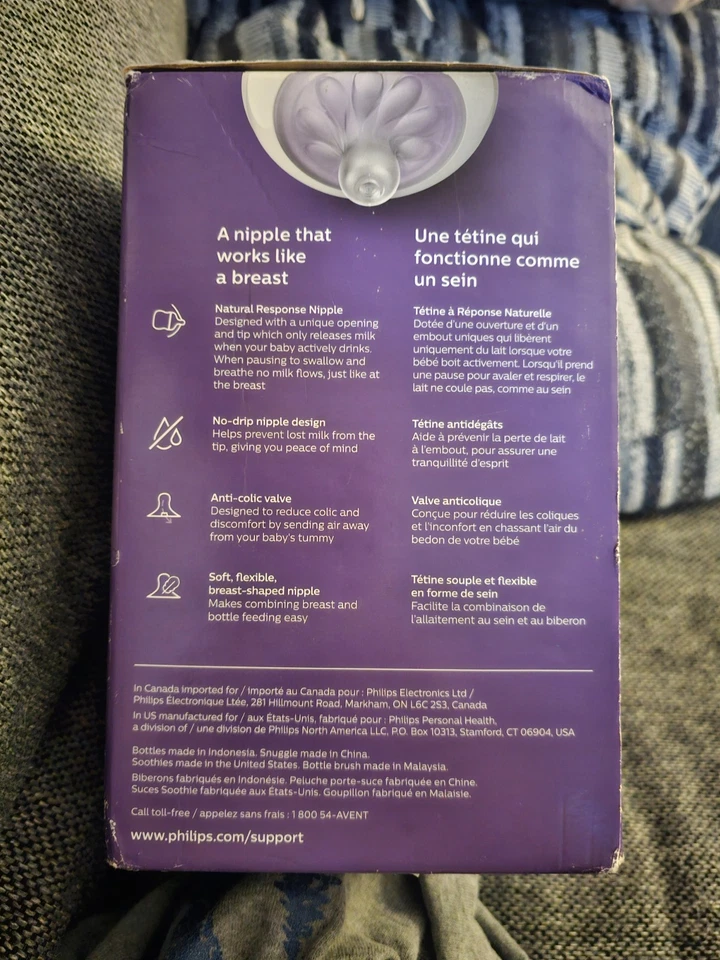 A nipple that
works like
a breast
Natural Response Nipple
Designed with a unique opening
and tip which only releases milk
when your baby actively drinks.
When pausing to swallow and
breathe no milk flows, just like at
the breast
No-drip nipple design
Helps prevent lost milk from the
tip, giving you peace of mind
Anti-colic valve
Designed to reduce colic and
discomfort by sending air away
from your baby's tummy
Soft, flexible,
breast-shaped nipple
Makes combining breast and
bottle feeding easy
Une tétine qui
fonctionne comme
un sein
Tétine à Réponse Naturelle
Dotée d'une ouverture et d'un
embout uniques qui libèrent
uniquement du lait lorsque votre
bébé boit activement. Lorsqu'il prend
une pause pour avaler et respirer, le
lait ne coule pas, comme au sein
Tétine antidégâts
Aide à prévenir la perte de lait
à l'embout, pour assurer une
tranquillité d'esprit
Valve anticolique
Conçue pour réduire les coliques
et l'inconfort en chassant l'air du
bedon de votre bébé
Tétine souple et flexible
en forme de sein
Facilite la combinaison de
l'allaitement au sein et au biberon
In Canada imported for / importé au Canada pour : Philips Electronics Ltd /
Philips Électronique Ltée, 281 Hillmount Road, Markham, ON L6C 2S3, Canada
In US manufactured for / aux États-Unis, fabriqué pour : Philips Personal Health,
a division of / une division de Philips North America LLC, P.O. Box 10313, Stamford, CT 06904, USA
Bottles made in Indonesia. Snuggle made in China.
Soothies made in the United States. Bottle brush made in Malaysia.
Biberons fabriqués en Indonésie. Peluche porte-suce fabriquée en Chine.
Suces Soothie fabriquées aux États-Unis. Goupillon fabriqué en Malaisie.
Call toll-free / appelez sans frais : 1 800 54-AVENT
www.philips.com/support